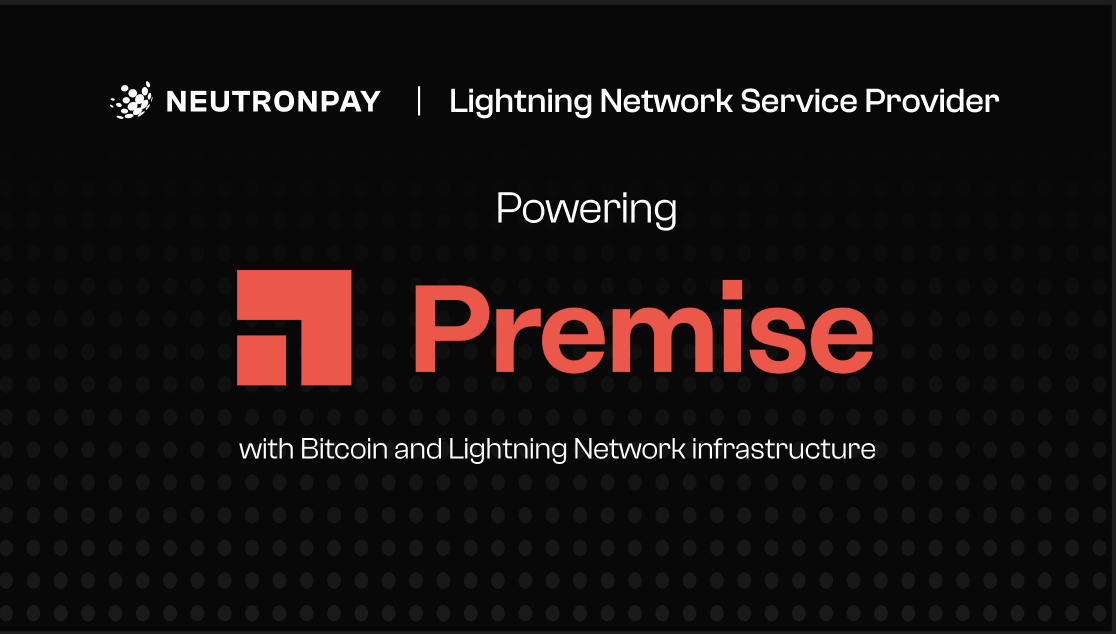 NEUTRONPAY | Lightning Network Service Provider
Powering
Premise
with Bitcoin and Lightning Network infrastructure